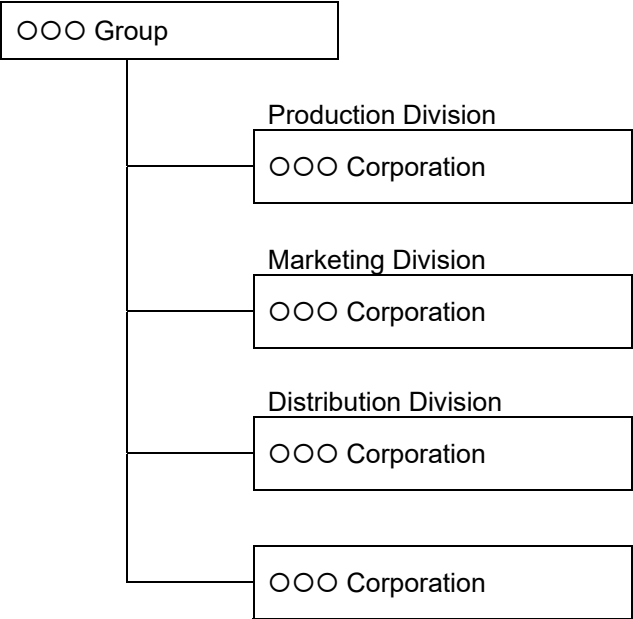 ○○○ Group
Production Division
○○○ Corporation
Marketing Division
○○○ Corporation
Distribution Division
○○○ Corporation
○○○ Corporation